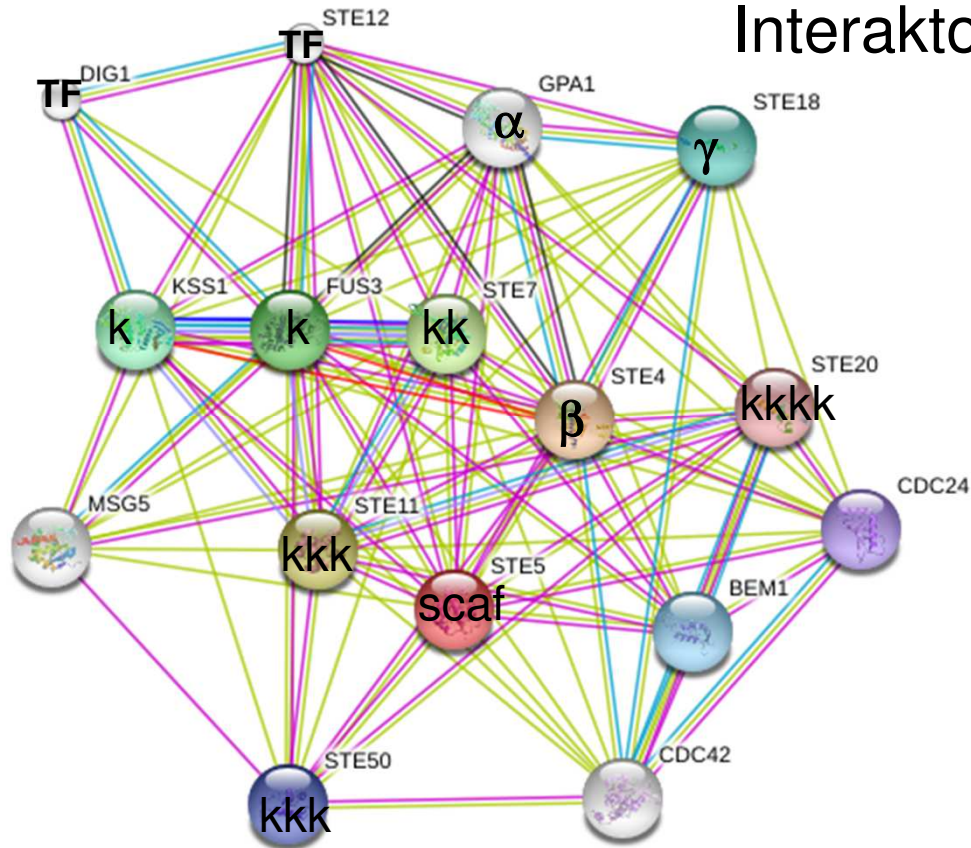 Interakto
STE12
TF
DIG1
TF
GPA1
α
STE18
γ
KSS1
k
FUS3
k
STE7
kk
STE4
β
STE20
kkkk
CDC24
MSG5
STE11
kkk
STE5
scaf
BEM1
STE50
kkk
CDC42